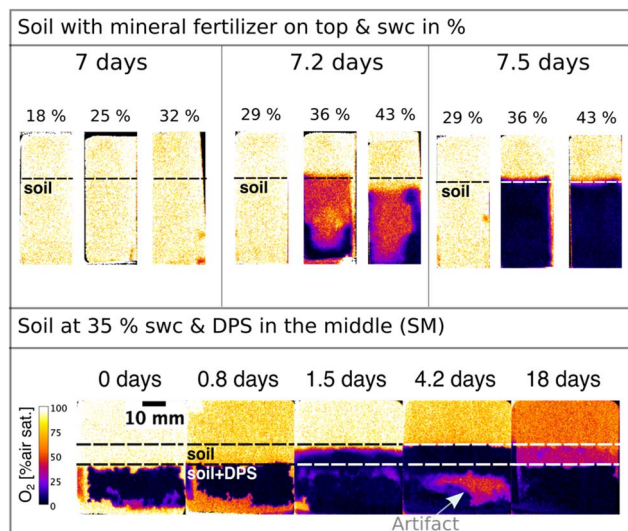 Soil with mineral fertilizer on top & swc in %
7 days
7.2 days
7.5 days
18 %
25 %
32 %
29 %
36 %
43 %
29 %
36 %
43 %
soil
soil
soil
Soil at 35 % swc & DPS in the middle (SM)
0 days
0.8 days
1.5 days
4.2 days
18 days
O₂ [%air sat.]
100
75
50
25
0
10 mm
soil
soil+DPS
Artifact